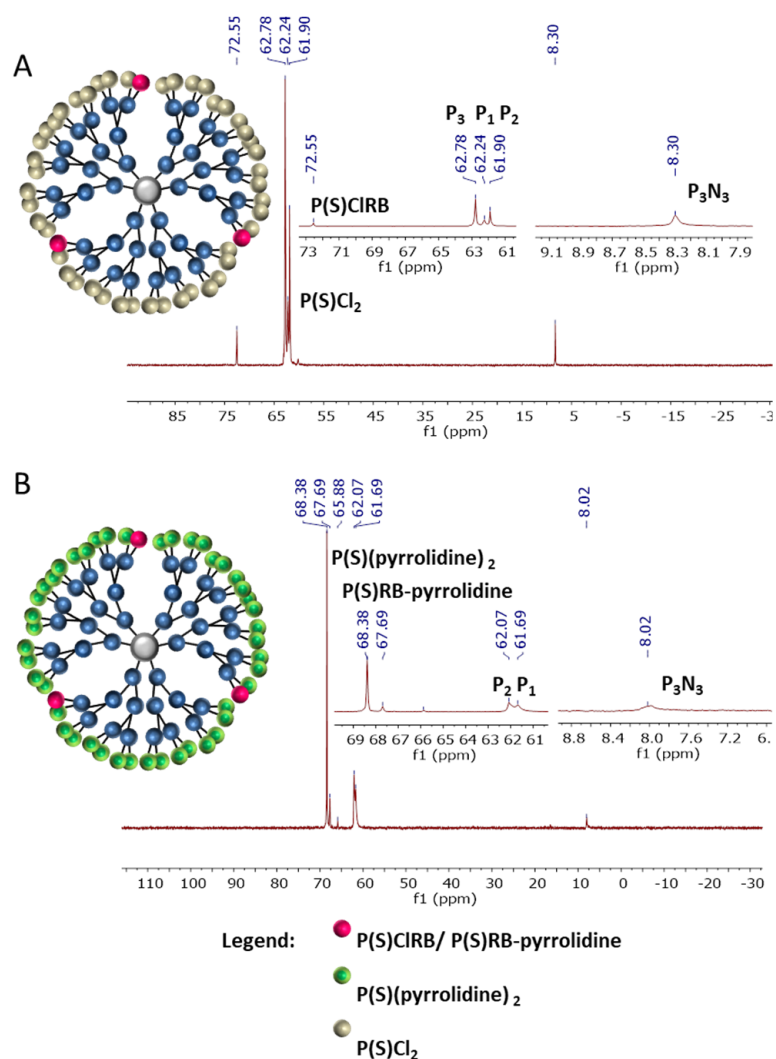 A
72.55
62.78
62.24
61.90
8.30
P3 P1 P2
72.55
62.78
62.24
61.90
8.30
P(S)ClRB
P3N3
73 71 69 67 65 63 61
f1 (ppm)
9.1 8.9 8.7 8.5 8.3 8.1 7.9
f1 (ppm)
P(S)Cl2
85 75 65 55 45 35 25 15 5 -5 -15 -25 -3
f1 (ppm)
B
68.38
67.69
65.88
62.07
61.69
8.02
P(S)(pyrrolidine) 2
P(S)RB-pyrrolidine
68.38
67.69
62.07
61.69
8.02
P2 P1
P3N3
69 68 67 66 65 64 63 62 61
f1 (ppm)
8.8 8.4 8.0 7.6 7.2 6.8 6.
f1 (ppm)
110 100 90 80 70 60 50 40 30 20 10 0 -10 -20 -30
f1 (ppm)
Legend:
P(S)ClRB/ P(S)RB-pyrrolidine
P(S)(pyrrolidine) 2
P(S)Cl2